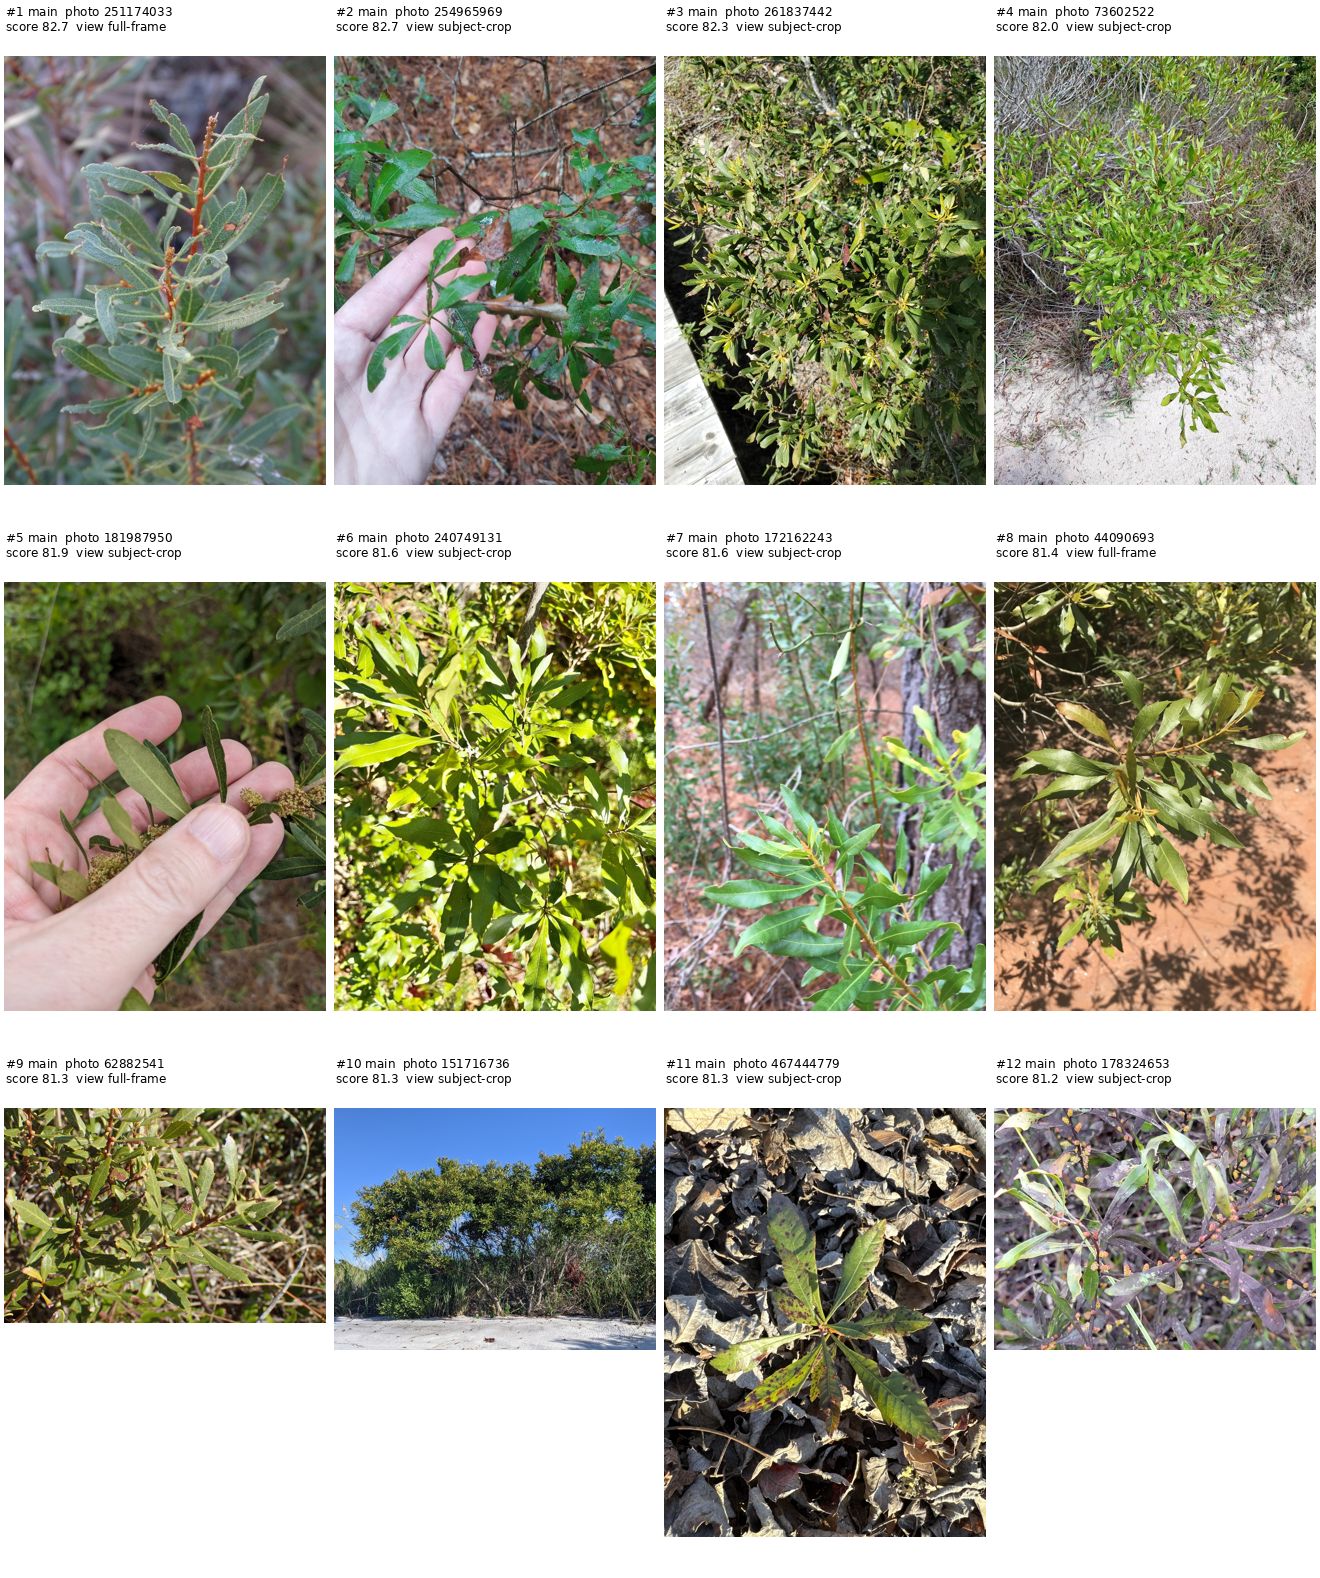 #1 main  photo 251174033
score 82.7  view full-frame
#2 main  photo 254965969
score 82.7  view subject-crop
#3 main  photo 261837442
score 82.3  view subject-crop
#4 main  photo 73602522
score 82.0  view subject-crop
#5 main  photo 181987950
score 81.9  view subject-crop
#6 main  photo 240749131
score 81.6  view subject-crop
#7 main  photo 172162243
score 81.6  view subject-crop
#8 main  photo 44090693
score 81.4  view full-frame
#9 main  photo 62882541
score 81.3  view full-frame
#10 main  photo 151716736
score 81.3  view subject-crop
#11 main  photo 467444779
score 81.3  view subject-crop
#12 main  photo 178324653
score 81.2  view subject-crop